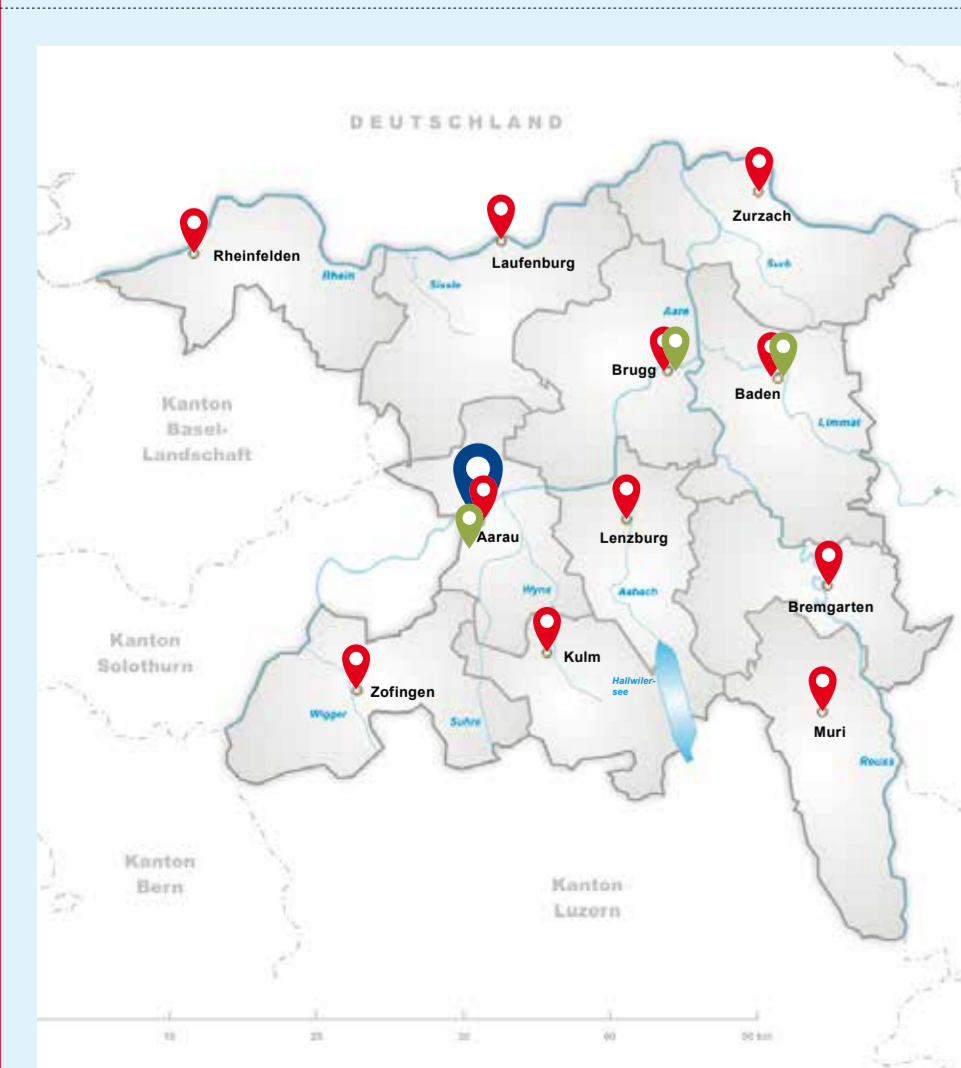 DEUTSCHLAND
Zurzach
Rheinfelden
Laufenburg
Rhein
Sissle
Surb
Aare
Brugg
Baden
Kanton
Basel-
Landschaft
Limmat
Aarau
Lenzburg
Wyna
Aabach
Bremgarten
Kanton
Solothurn
Kulm
Zofingen
Hallwiler-
see
Wigger
Suhre
Muri
Reuss
Kanton
Bern
Kanton
Luzern